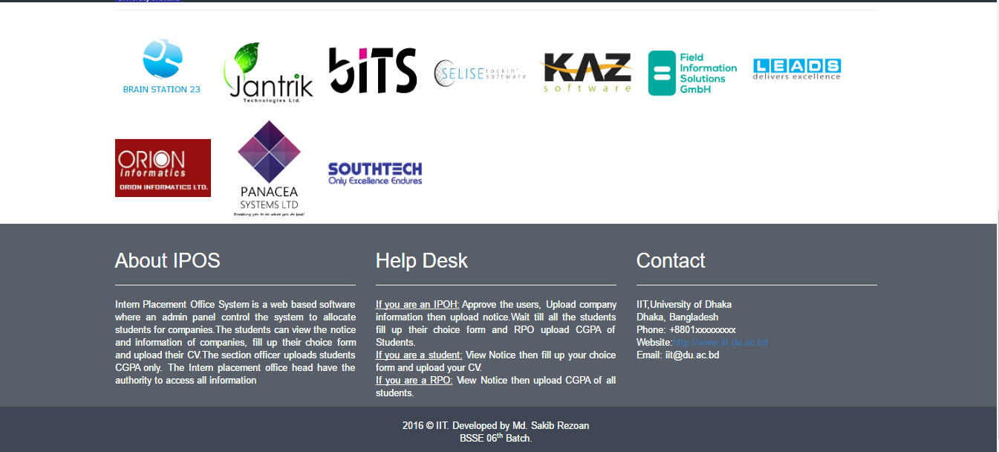 BRAIN STATION 23
Jantrik
Technologies Ltd.
biTS
SELISE rockin'
software
KAZ
software
Field
Information
Solutions
GmbH
LEADS
delivers excellence
ORION
informatics
ORION INFORMATICS LTD.
PANACEA
SYSTEMS LTD
Enabling you to do what you do best!
SOUTHTECH
Only Excellence Endures
About IPOS
Intern Placement Office System is a web based software
where an admin panel control the system to allocate
students for companies.The students can view the notice
and information of companies, fill up their choice form
and upload their CV.The section officer uploads students
CGPA only. The Intern placement office head have the
authority to access all information
Help Desk
If you are an IPOH: Approve the users, Upload company
information then upload notice.Wait till all the students
fill up their choice form and RPO upload CGPA of
Students.
If you are a student: View Notice then fill up your choice
form and upload your CV.
If you are a RPO: View Notice then upload CGPA of all
students.
Contact
IIT,University of Dhaka
Dhaka, Bangladesh
Phone: +8801xxxxxxxxx
Website:http://www.iit.du.ac.bd
Email: iit@du.ac.bd
2016 © IIT. Developed by Md. Sakib Rezoan
BSSE 06th Batch.